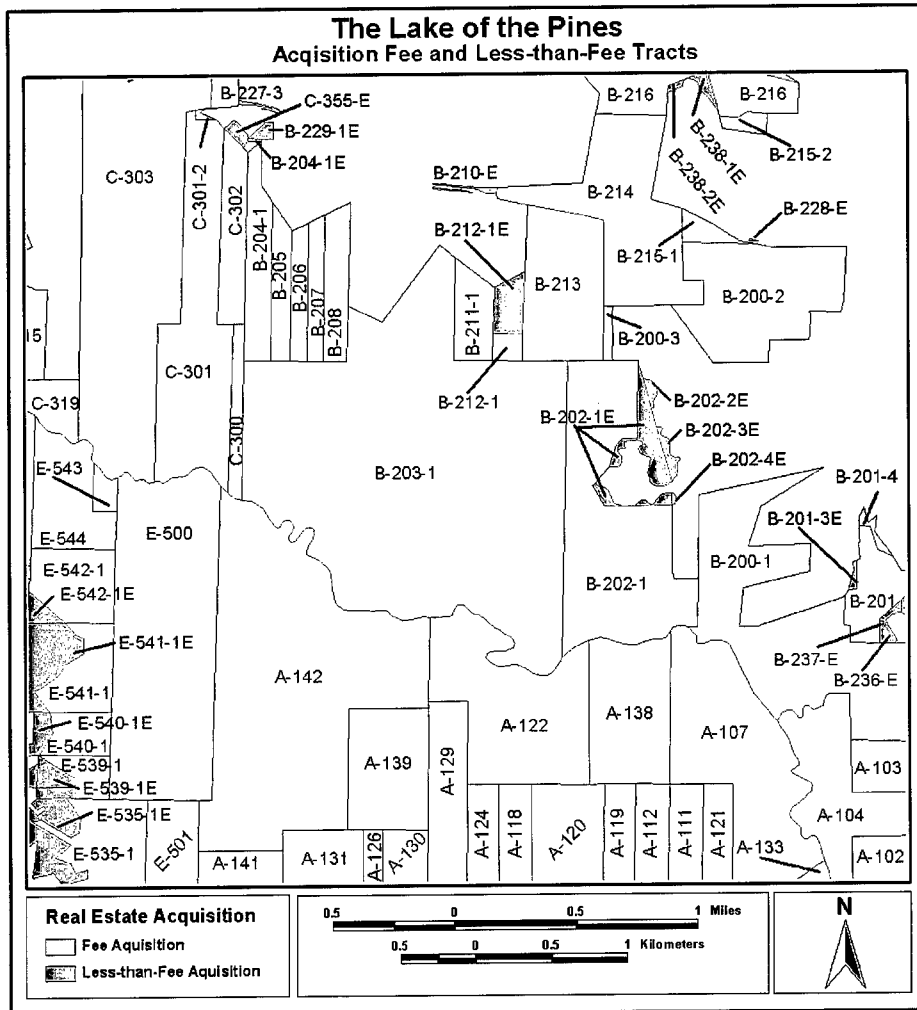 The Lake of the Pines
Acqisition Fee and Less-than-Fee Tracts
B-227-3
C-355-E
B-229-1E
B-204-1E
C-303
C-301-2
C-302
B-204-1
B-205
B-206
B-207
B-208
B-210-E
B-212-1E
B-211-1
B-213
B-212-1
B-216
B-216
B-238-1E
B-238-2E
B-215-2
B-214
B-228-E
B-215-1
B-200-2
B-200-3
15
C-301
C-319
C-300
B-203-1
B-202-1E
B-202-2E
B-202-3E
B-202-4E
B-201-4
B-201-3E
E-543
E-500
E-544
E-542-1
E-542-1E
E-541-1E
E-541-1
E-540-1E
E-540-1
E-539-1
E-539-1E
E-535-1E
E-535-1
E-501
B-202-1
B-200-1
B-201
B-237-E
B-236-E
A-142
A-122
A-138
A-107
A-139
A-129
A-103
A-104
A-102
A-133
A-141
A-131
A-126
A-130
A-124
A-118
A-120
A-119
A-112
A-111
A-121
Real Estate Acquisition
Fee Aquisition
Less-than-Fee Aquisition
0.5 0 0.5 1 Miles
0.5 0 0.5 1 Kilometers
N